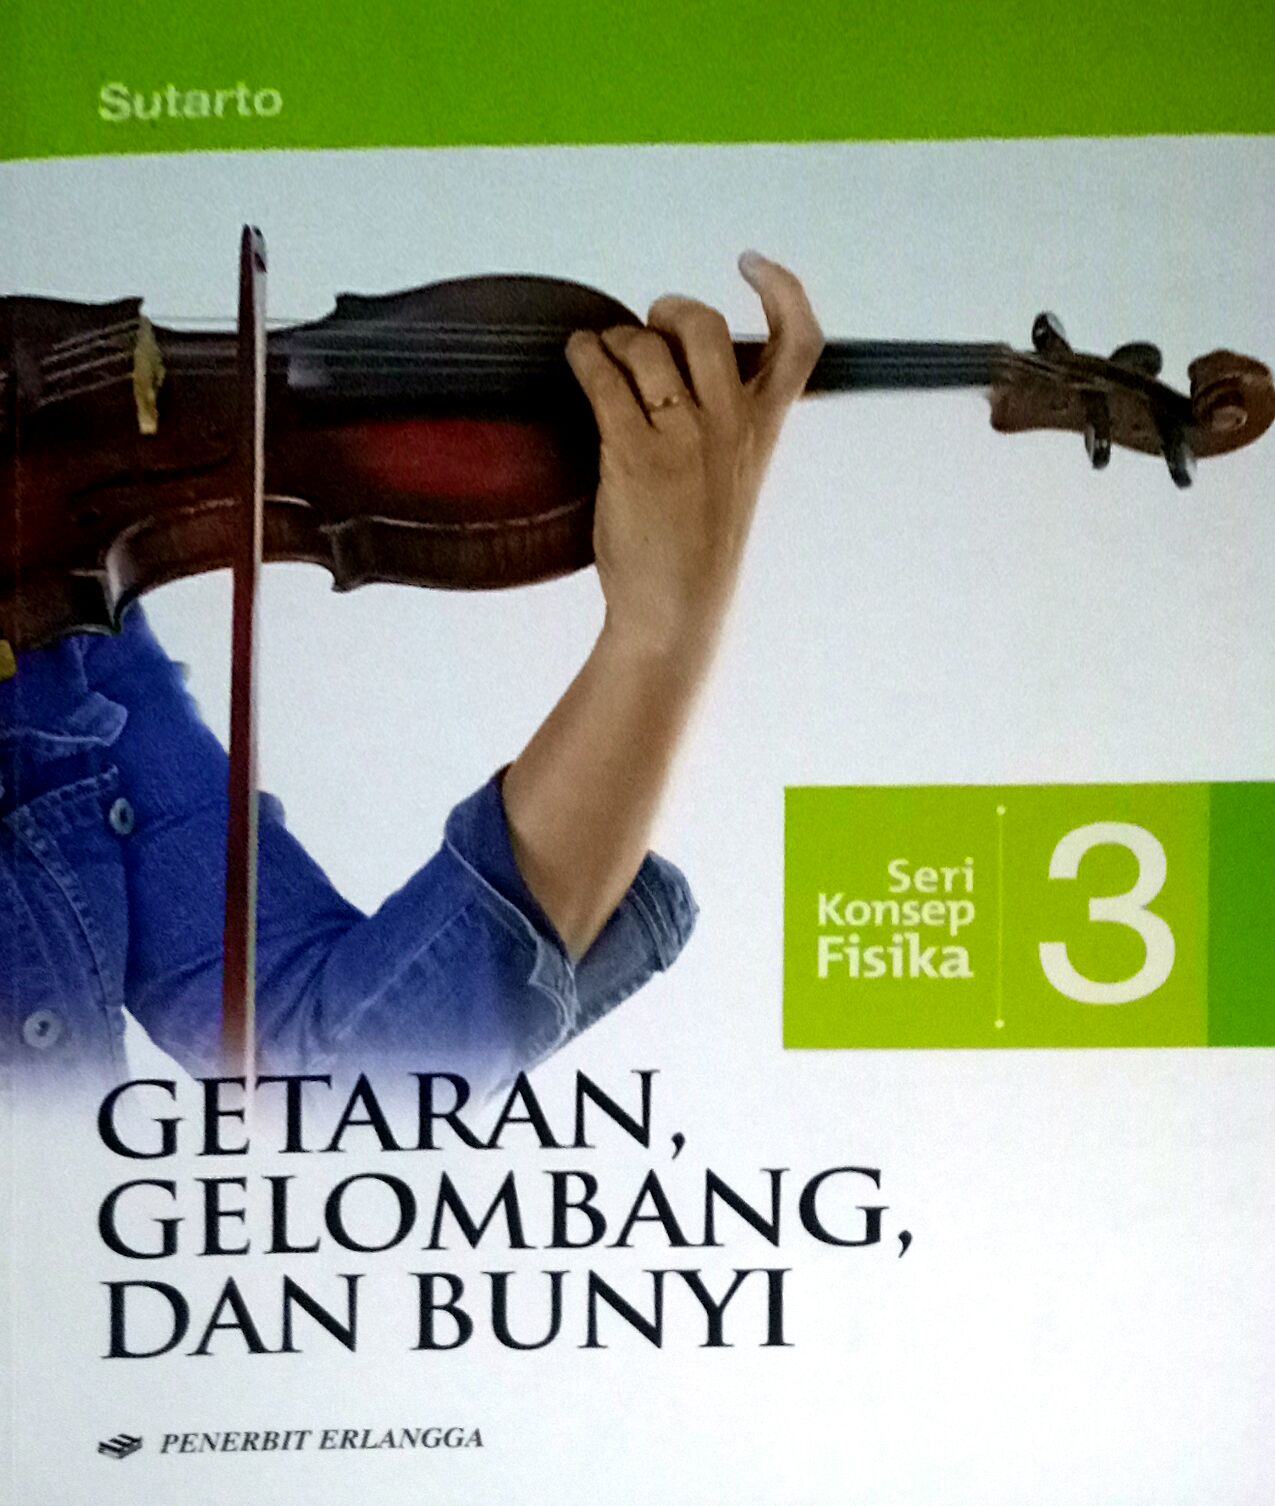 Sutarto
Seri
Konsep
Fisika
3
GETARAN,
GELOMBANG,
DAN BUNYI
PENERBIT ERLANGGA